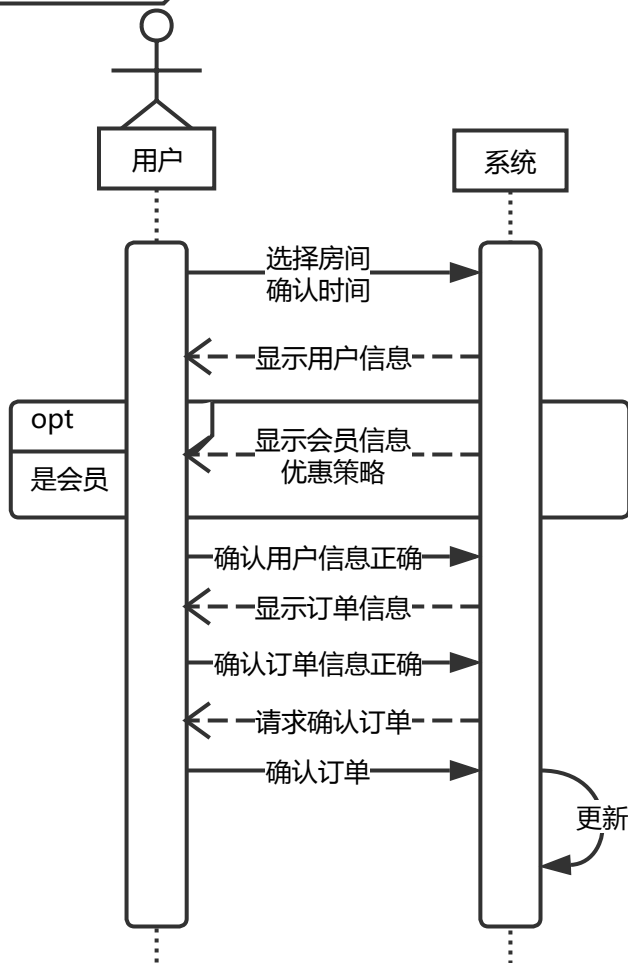 用户
系统
选择房间
确认时间
显示用户信息
opt
是会员
显示会员信息
优惠策略
确认用户信息正确
显示订单信息
确认订单信息正确
请求确认订单
确认订单
更新